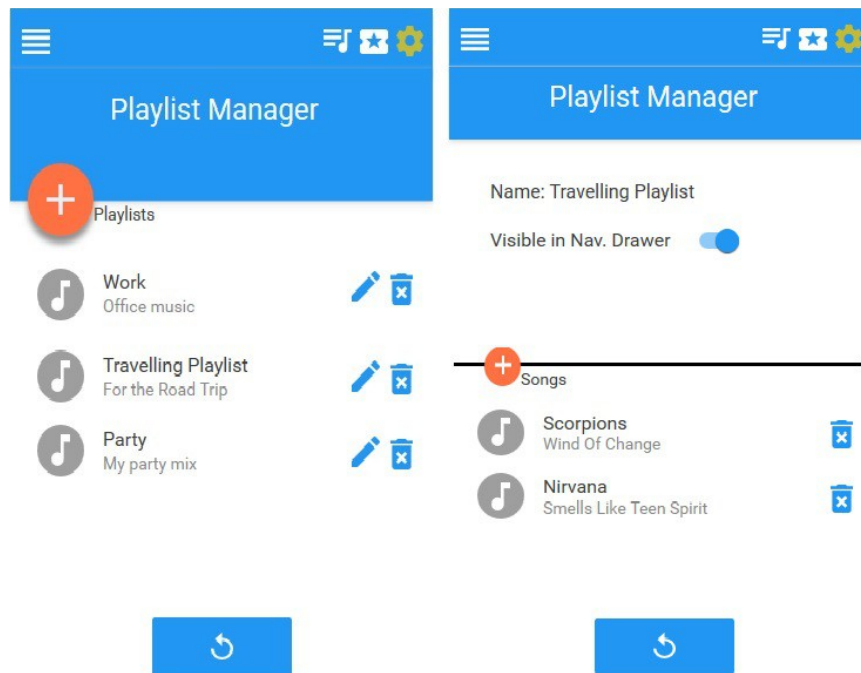 Playlist Manager
Playlists
Work
Office music
Travelling Playlist
For the Road Trip
Party
My party mix
Playlist Manager
Name: Travelling Playlist
Visible in Nav. Drawer
Songs
Scorpions
Wind Of Change
Nirvana
Smells Like Teen Spirit